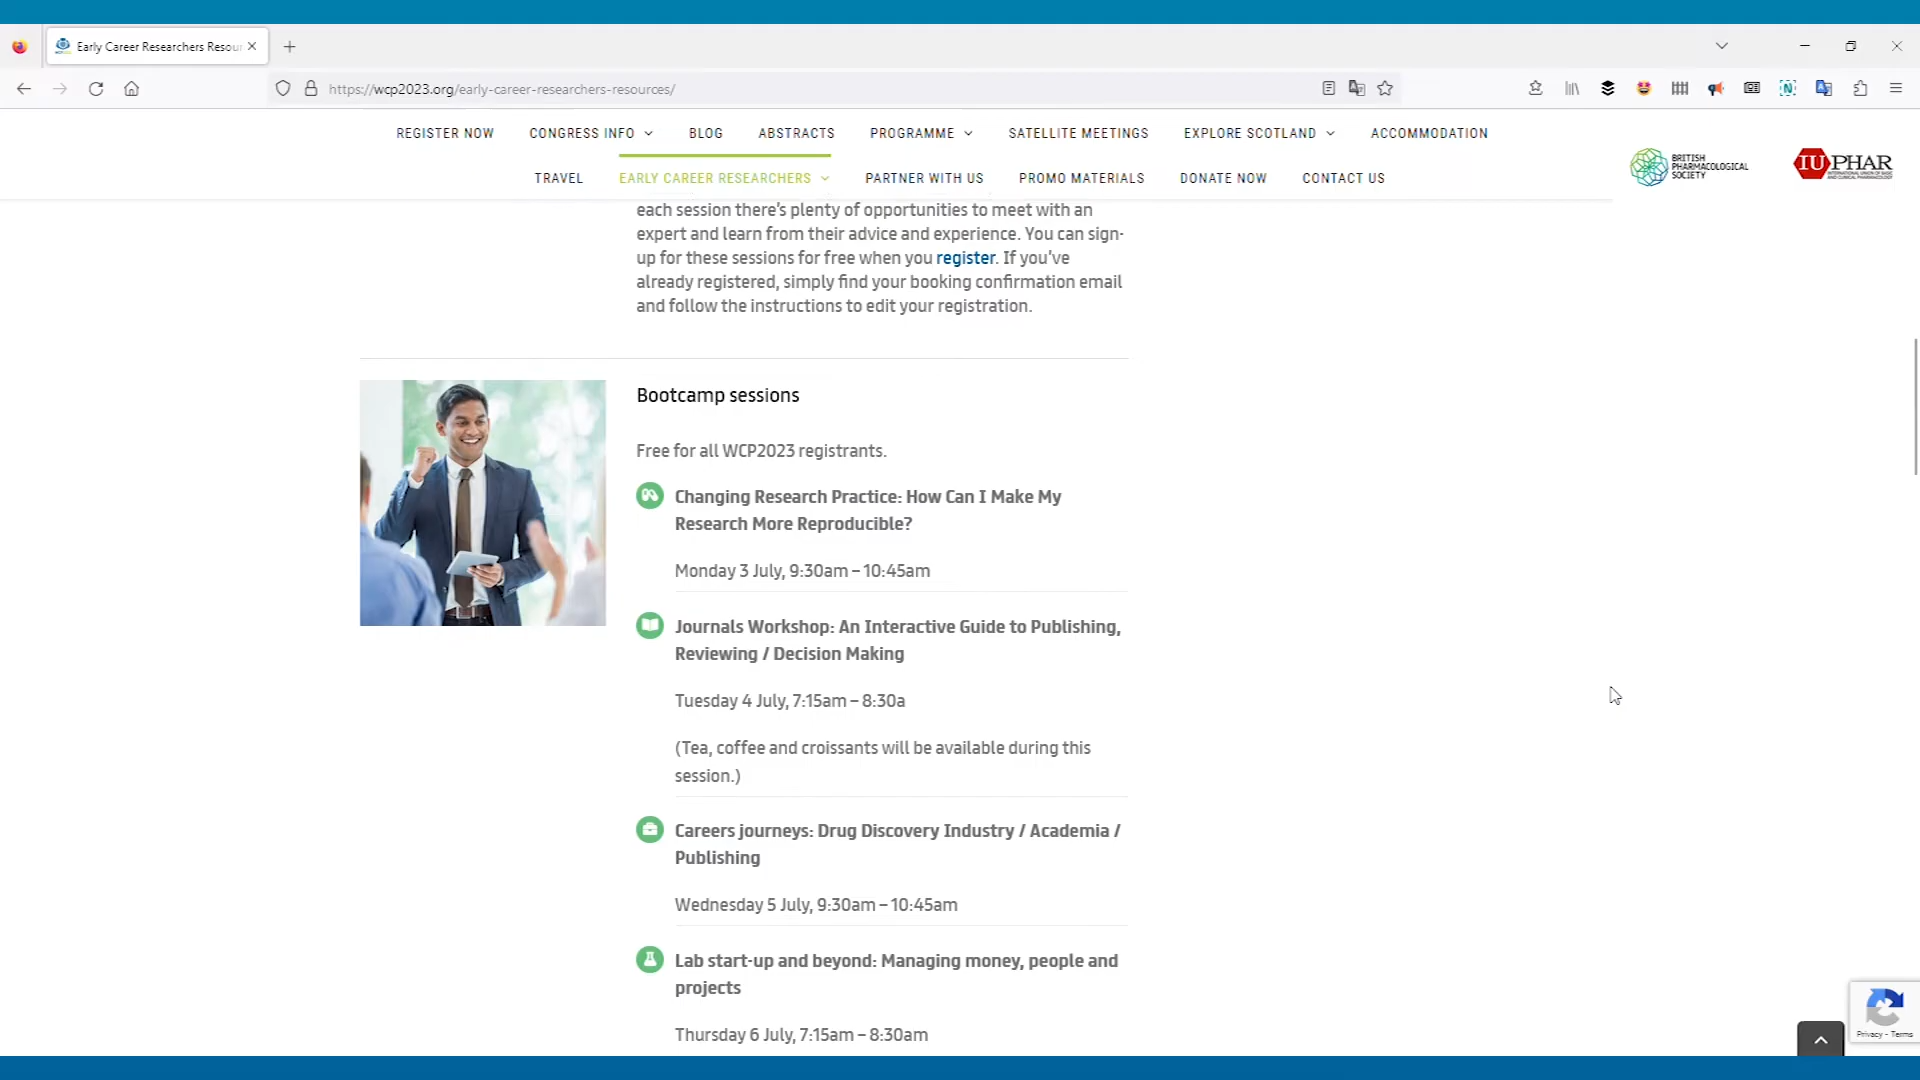 Early Career Researchers Resour
https://wcp2023.org/early-career-researchers-resources/
REGISTER NOW
CONGRESS INFO
BLOG
ABSTRACTS
PROGRAMME
SATELLITE MEETINGS
EXPLORE SCOTLAND
ACCOMMODATION
TRAVEL
EARLY CAREER RESEARCHERS
PARTNER WITH US
PROMO MATERIALS
DONATE NOW
CONTACT US
BRITISH
PHARMACOLOGICAL
SOCIETY
IUPHAR
INTERNATIONAL UNION OF BASIC
AND CLINICAL PHARMACOLOGY
each session there's plenty of opportunities to meet with an
expert and learn from their advice and experience. You can sign-
up for these sessions for free when you register. If you've
already registered, simply find your booking confirmation email
and follow the instructions to edit your registration.
Bootcamp sessions
Free for all WCP2023 registrants.
Changing Research Practice: How Can I Make My
Research More Reproducible?
Monday 3 July, 9:30am – 10:45am
Journals Workshop: An Interactive Guide to Publishing,
Reviewing / Decision Making
Tuesday 4 July, 7:15am – 8:30a
(Tea, coffee and croissants will be available during this
session.)
Careers journeys: Drug Discovery Industry / Academia /
Publishing
Wednesday 5 July, 9:30am – 10:45am
Lab start-up and beyond: Managing money, people and
projects
Thursday 6 July, 7:15am – 8:30am
Privacy - Terms